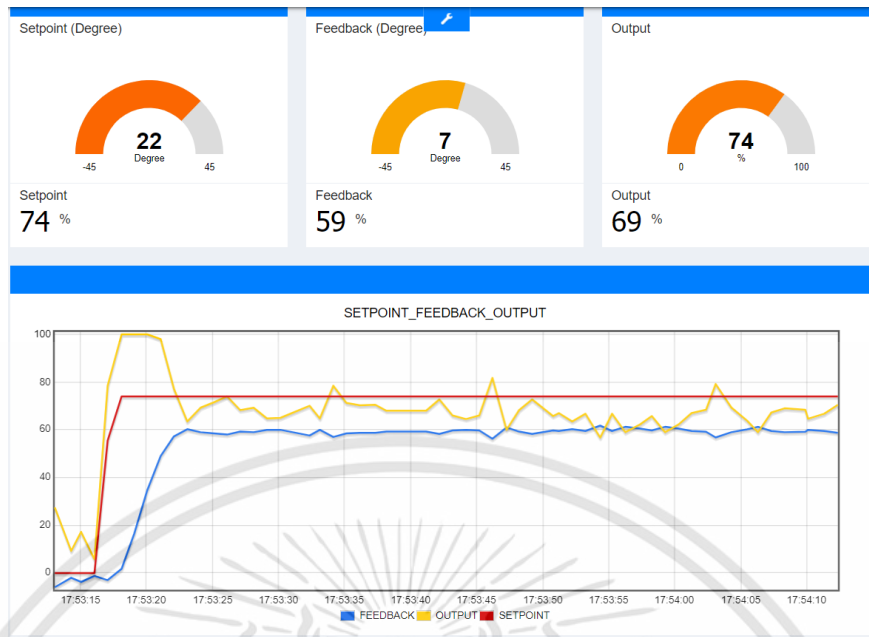 Setpoint (Degree)
22
Degree
-45
45
Setpoint
74 %
Feedback (Degree)
7
Degree
-45
45
Feedback
59 %
Output
74
%
0
100
Output
69 %
SETPOINT_FEEDBACK_OUTPUT
100
80
60
40
20
0
17:53:15 17:53:20 17:53:25 17:53:30 17:53:35 17:53:40 17:53:45 17:53:50 17:53:55 17:54:00 17:54:05 17:54:10
FEEDBACK OUTPUT SETPOINT